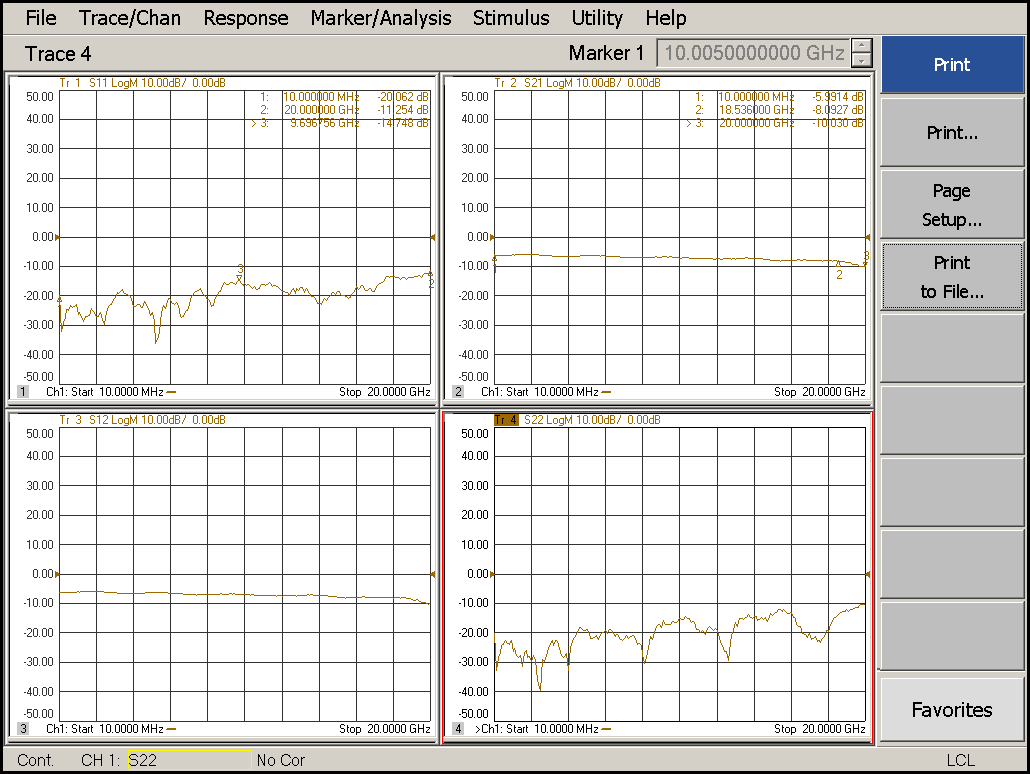 File Trace/Chan Response Marker/Analysis Stimulus Utility Help
Trace 4 Marker 1 10.0050000000 GHz
Print
Print...
Page
Setup...
Print
to File...
Favorites
Tr 1 S11 LogM 10.00dB/ 0.00dB
50.00
40.00
30.00
20.00
10.00
0.00
-10.00
-20.00
-30.00
-40.00
-50.00
1: 10.000000 MHz -20.062 dB
2: 20.000000 GHz -11.254 dB
> 3: 9.696756 GHz -14.748 dB
3
2
1 Ch1: Start 10.0000 MHz Stop 20.0000 GHz
Tr 2 S21 LogM 10.00dB/ 0.00dB
50.00
40.00
30.00
20.00
10.00
0.00
-10.00
-20.00
-30.00
-40.00
-50.00
1: 10.000000 MHz -5.9914 dB
2: 18.536000 GHz -8.0927 dB
> 3: 20.000000 GHz -10.030 dB
3
2
2 Ch1: Start 10.0000 MHz Stop 20.0000 GHz
Tr 3 S12 LogM 10.00dB/ 0.00dB
50.00
40.00
30.00
20.00
10.00
0.00
-10.00
-20.00
-30.00
-40.00
-50.00
3 Ch1: Start 10.0000 MHz Stop 20.0000 GHz
Tr 4 S22 LogM 10.00dB/ 0.00dB
50.00
40.00
30.00
20.00
10.00
0.00
-10.00
-20.00
-30.00
-40.00
-50.00
4 >Ch1: Start 10.0000 MHz Stop 20.0000 GHz
Cont. CH 1: S22 No Cor LCL